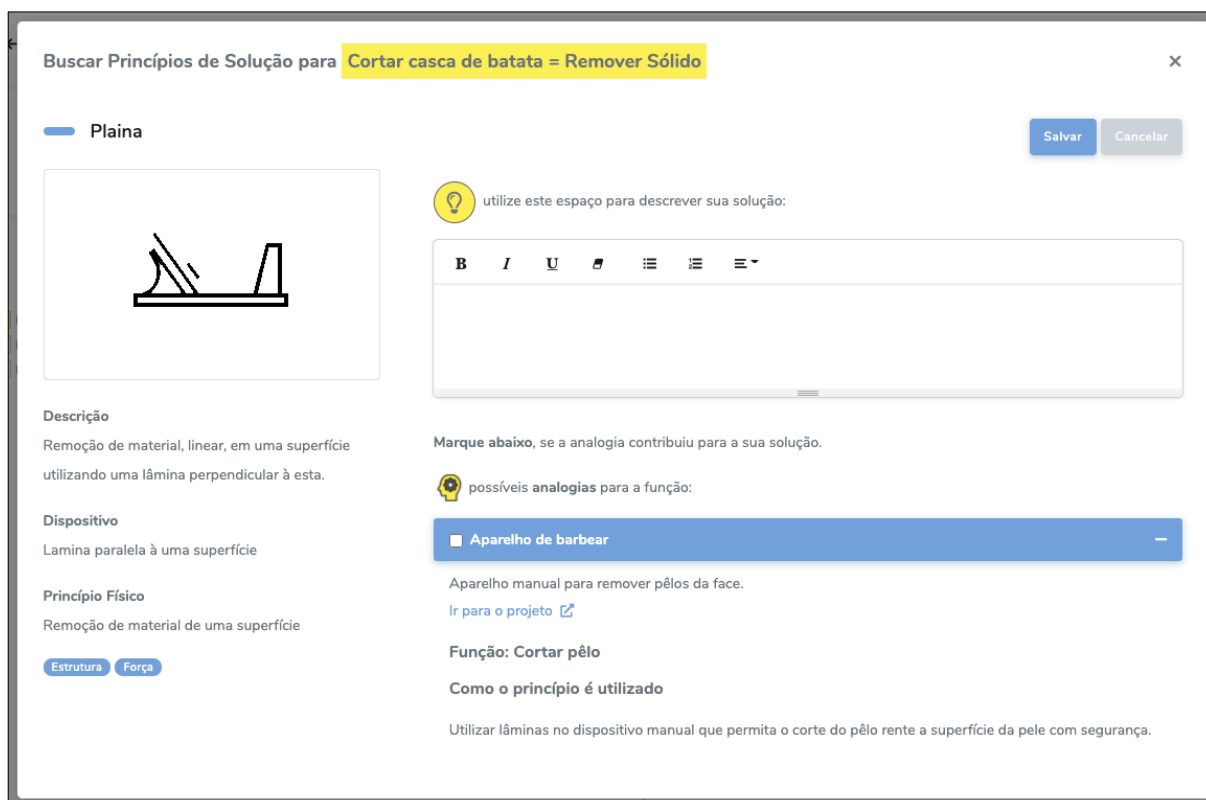 Buscar Princípios de Solução para Cortar casca de batata = Remover Sólido
×
Plaina
Salvar
Cancelar
utilize este espaço para descrever sua solução:
B I U
Descrição
Remoção de material, linear, em uma superfície
utilizando uma lâmina perpendicular à esta.
Dispositivo
Lamina paralela à uma superfície
Princípio Físico
Remoção de material de uma superfície
Estrutura Força
Marque abaixo, se a analogia contribuiu para a sua solução.
possíveis analogias para a função:
Aparelho de barbear
Aparelho manual para remover pêlos da face.
Ir para o projeto
Função: Cortar pêlo
Como o princípio é utilizado
Utilizar lâminas no dispositivo manual que permita o corte do pêlo rente a superfície da pele com segurança.